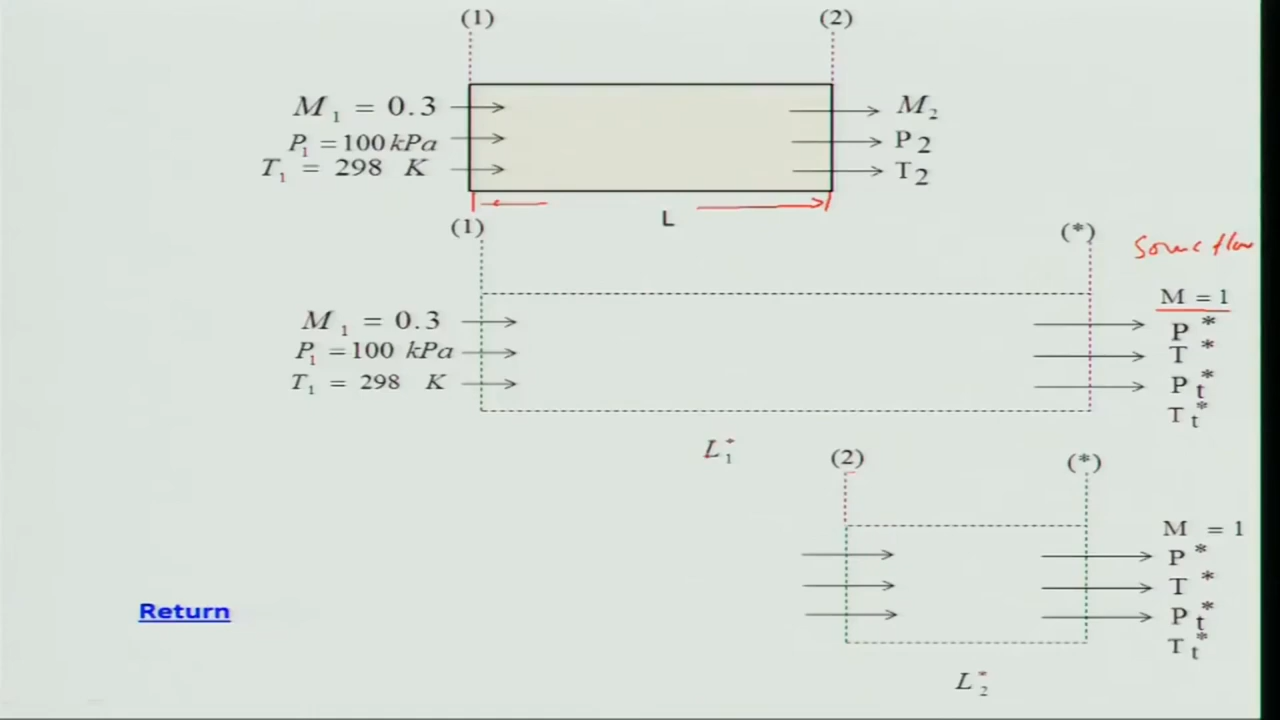 (1) (2)
M₁ = 0.3 M₂
P₁ = 100 kPa P₂
T₁ = 298 K T₂
L
(1) (*)
Sonic flow
M = 1
M₁ = 0.3 P*
P₁ = 100 kPa T*
T₁ = 298 K Pt*
Tt*
L₁*
(2) (*)
M = 1
P*
T*
Return Pt*
Tt*
L₂*